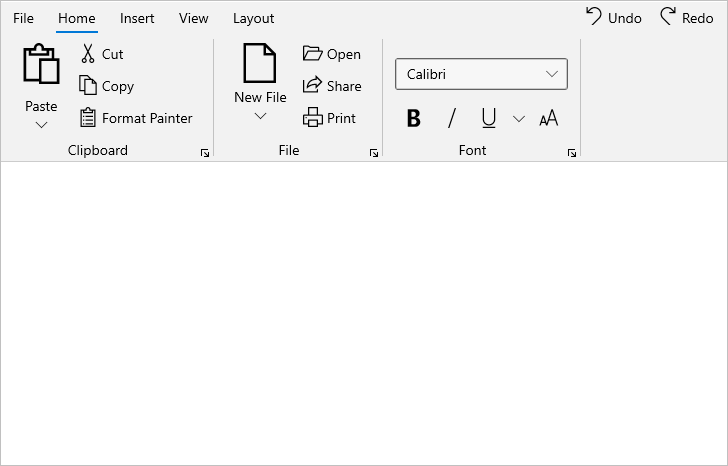 File Home Insert View Layout Undo Redo
Cut
Copy
Format Painter
Paste
Clipboard
New File
Open
Share
Print
File
Calibri
B / U AA
Font